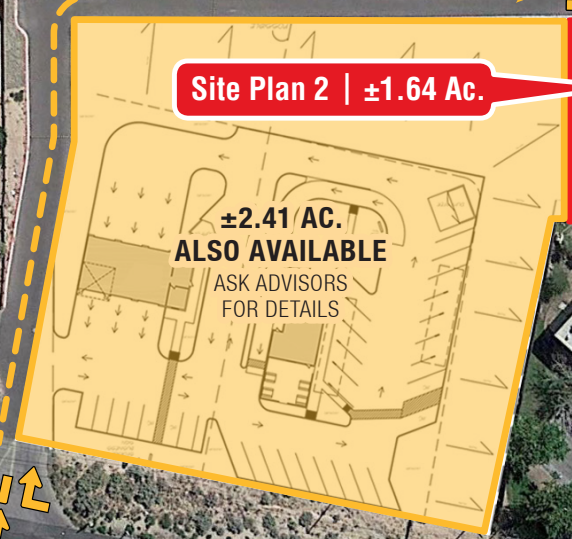 Site Plan 2 | ±1.64 Ac.
±2.41 AC.
ALSO AVAILABLE
ASK ADVISORS
FOR DETAILS